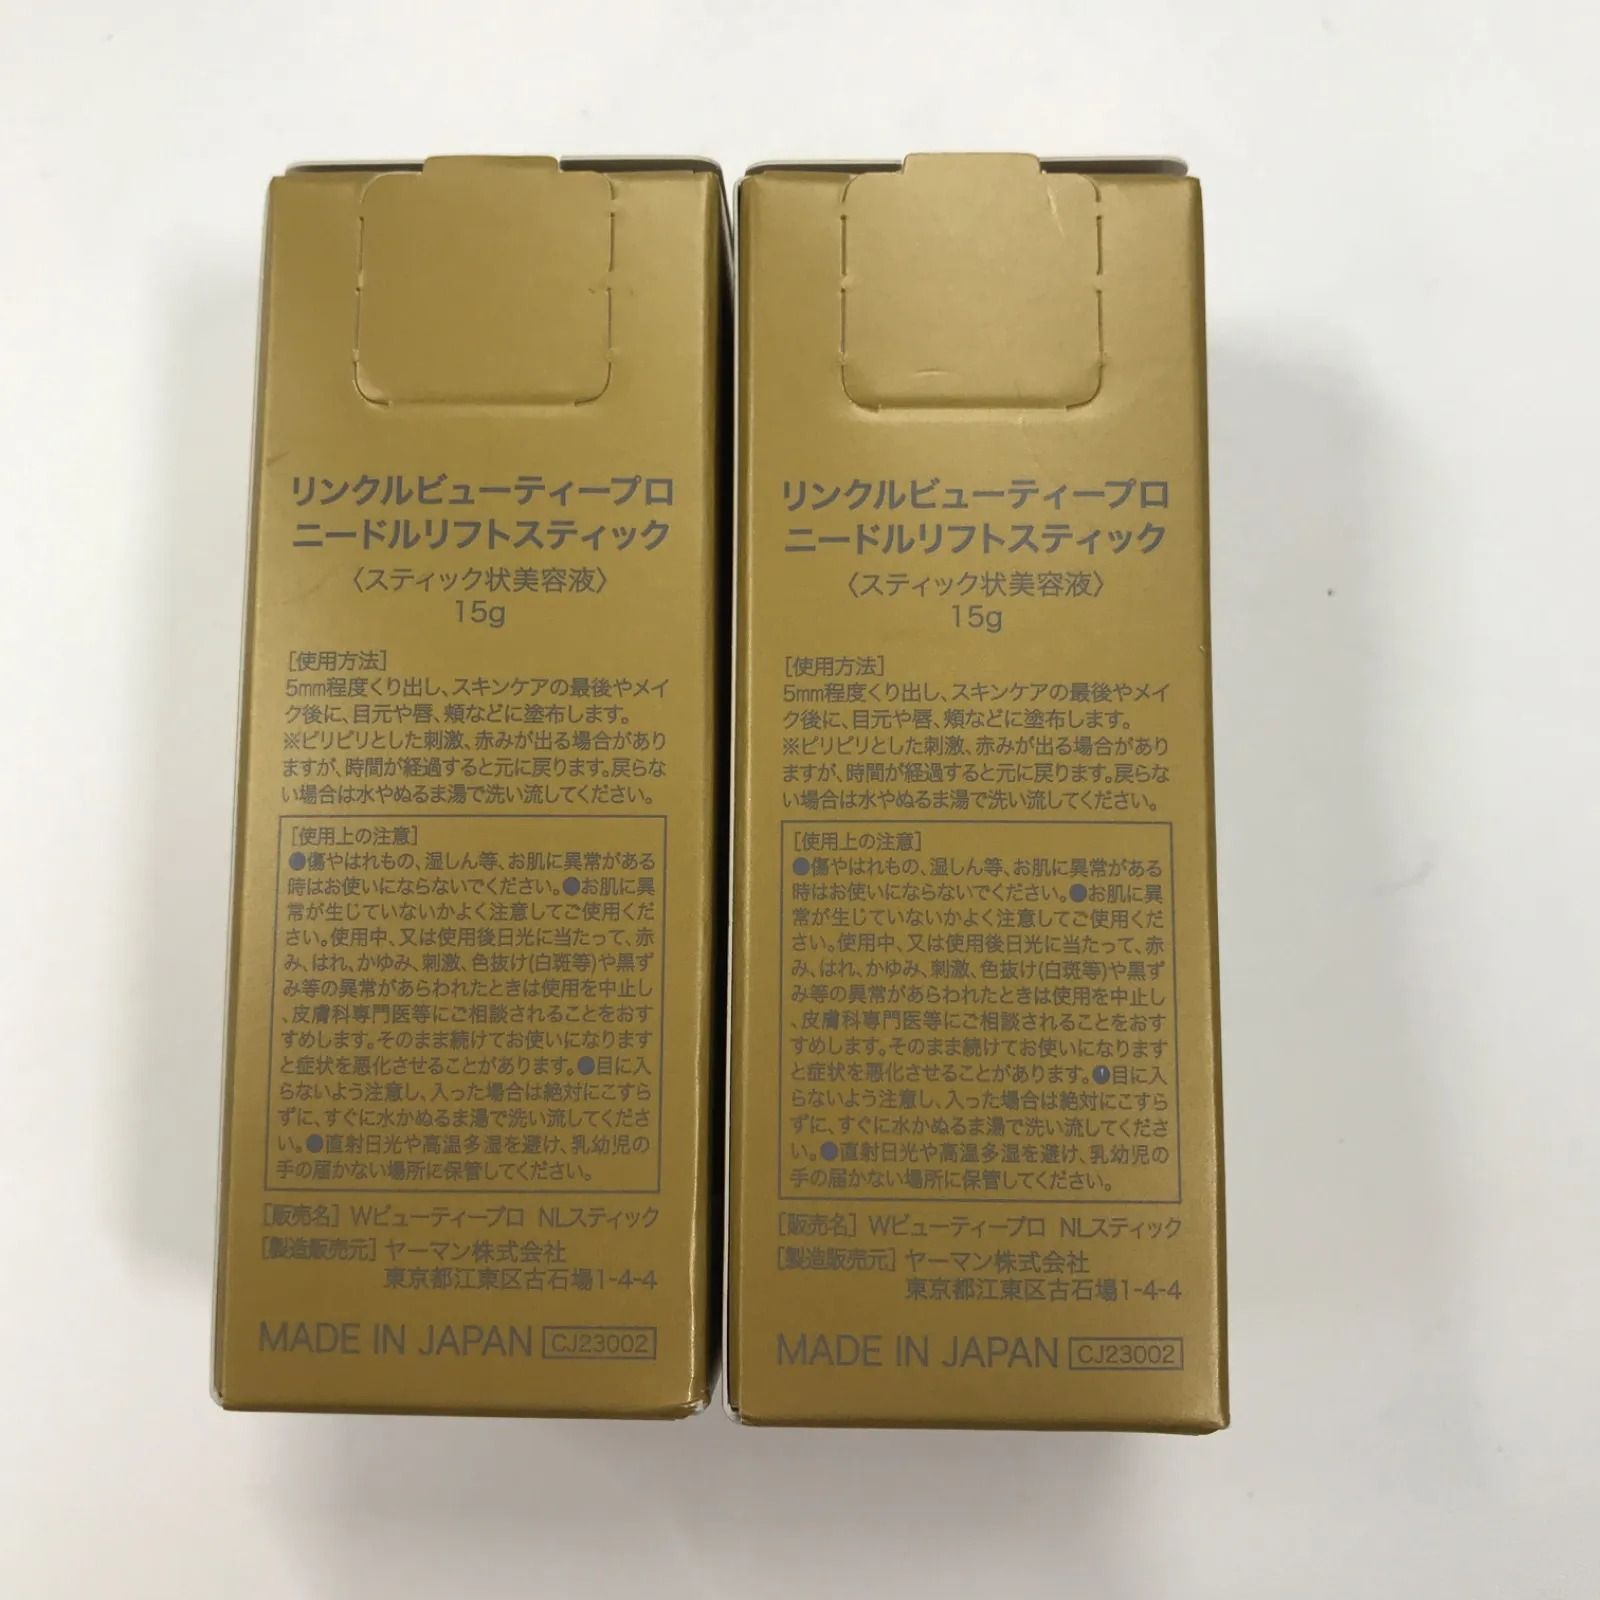 リンクルビューティープロ
ニードルリフトスティック
〈スティック状美容液〉
15g
[使用方法]
5mm程度くり出し、スキンケアの最後やメイ
ク後に、目元や唇、頬などに塗布します。
※ピリピリとした刺激、赤みが出る場合があり
ますが、時間が経過すると元に戻ります。戻らな
い場合は水やぬるま湯で洗い流してください。
[使用上の注意]
●傷やはれもの、湿しん等、お肌に異常がある
時はお使いにならないでください。●お肌に異
常が生じていないかよく注意してご使用くだ
さい。使用中、又は使用後日光に当たって、赤
み、はれ、かゆみ、刺激、色抜け(白斑等)や黒ず
み等の異常があらわれたときは使用を中止し
、皮膚科専門医等にご相談されることをおす
すめします。そのまま続けてお使いになります
と症状を悪化させることがあります。●目に入
らないよう注意し、入った場合は絶対にこすら
ずに、すぐに水かぬるま湯で洗い流してくださ
い。●直射日光や高温多湿を避け、乳幼児の
手の届かない場所に保管してください。
[販売名] Wビューティープロ NLスティック
[製造販売元] ヤーマン株式会社
東京都江東区古石場1-4-4
MADE IN JAPAN CJ23002
リンクルビューティープロ
ニードルリフトスティック
〈スティック状美容液〉
15g
[使用方法]
5mm程度くり出し、スキンケアの最後やメイ
ク後に、目元や唇、頬などに塗布します。
※ピリピリとした刺激、赤みが出る場合があり
ますが、時間が経過すると元に戻ります。戻らな
い場合は水やぬるま湯で洗い流してください。
[使用上の注意]
●傷やはれもの、湿しん等、お肌に異常がある
時はお使いにならないでください。●お肌に異
常が生じていないかよく注意してご使用くだ
さい。使用中、又は使用後日光に当たって、赤
み、はれ、かゆみ、刺激、色抜け(白斑等)や黒ず
み等の異常があらわれたときは使用を中止し
、皮膚科専門医等にご相談されることをおす
すめします。そのまま続けてお使いになります
と症状を悪化させることがあります。●目に入
らないよう注意し、入った場合は絶対にこすら
ずに、すぐに水かぬるま湯で洗い流してくださ
い。●直射日光や高温多湿を避け、乳幼児の
手の届かない場所に保管してください。
[販売名] Wビューティープロ NLスティック
[製造販売元] ヤーマン株式会社
東京都江東区古石場1-4-4
MADE IN JAPAN CJ23002